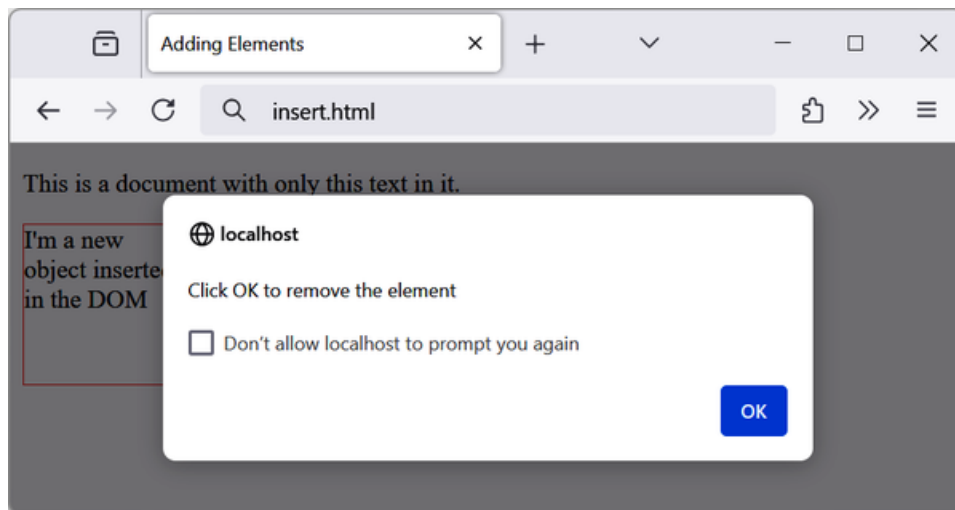 Adding Elements
insert.html
This is a document with only this text in it.
I'm a new
object inserted
in the DOM
localhost
Click OK to remove the element
Don't allow localhost to prompt you again
OK